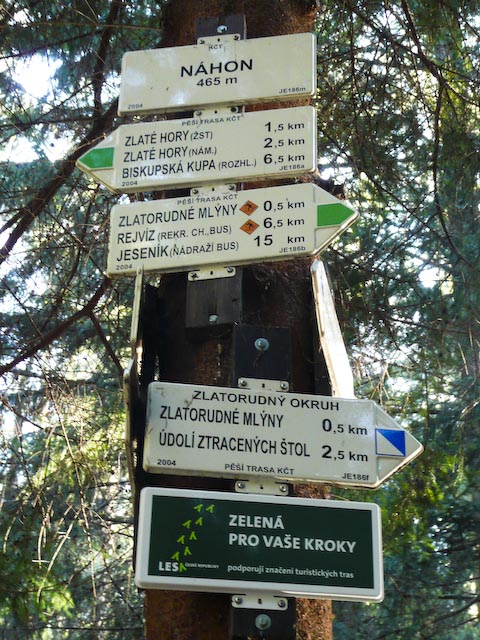 KČT
NÁHON
465 m
2004 JE186m
PĚŠÍ TRASA KČT
ZLATÉ HORY (ŽST) 1,5 km
ZLATÉ HORY (NÁM.) 2,5 km
BISKUPSKÁ KUPA (ROZHL.) 6,5 km
2004 JE186a
PĚŠÍ TRASA KČT
ZLATORUDNÉ MLÝNY 0,5 km
REJVÍZ (REKR. CH.,BUS) 6,5 km
JESENÍK (NÁDRAŽÍ BUS) 15 km
2004 JE186b
ZLATORUDNÝ OKRUH
ZLATORUDNÉ MLÝNY 0,5 km
ÚDOLÍ ZTRACENÝCH ŠTOL 2,5 km
2004 PĚŠÍ TRASA KČT JE186f
ZELENÁ
PRO VAŠE KROKY
LESY ČESKÉ REPUBLIKY podporují značení turistických tras